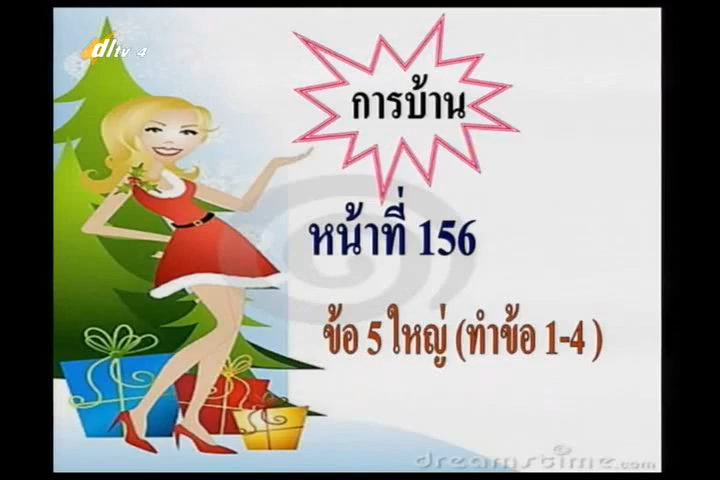 dltv 4
การบ้าน
หน้าที่ 156
ข้อ 5 ใหญ่ (ทำข้อ 1-4 )
dreamstime.com